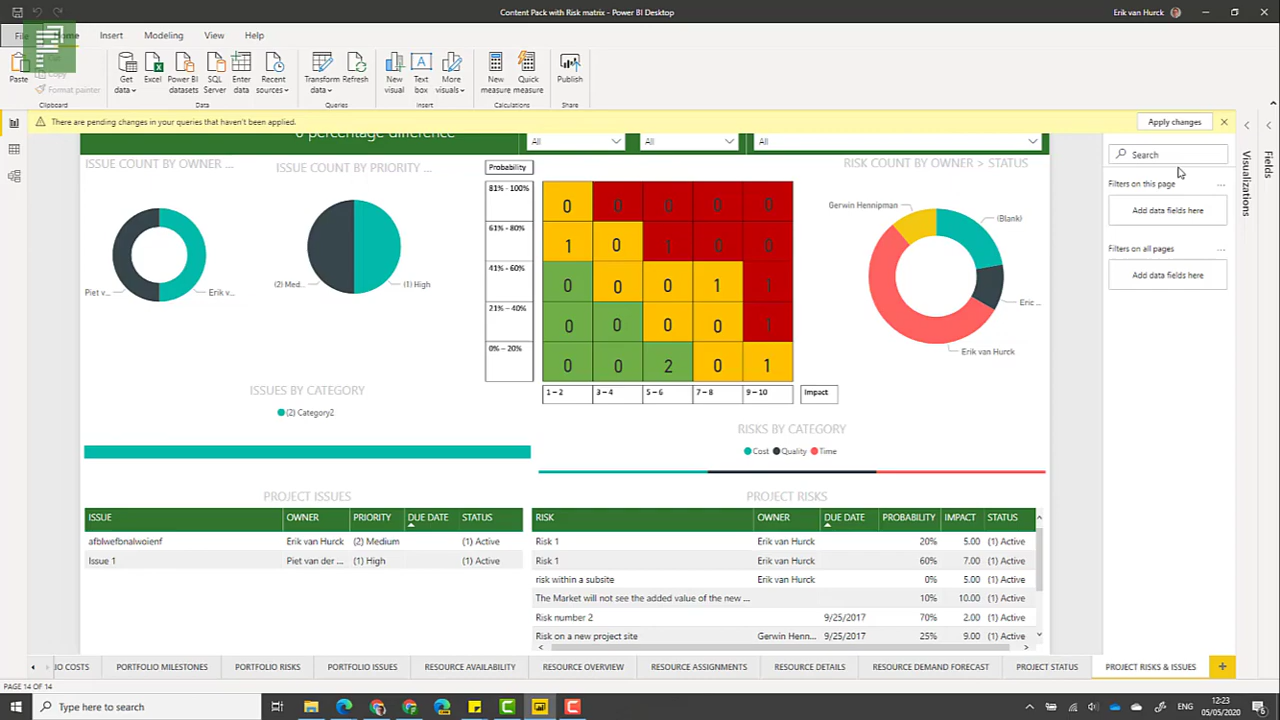 Content Pack with Risk matrix - Power BI Desktop
Erik van Hurck
File Home Insert Modeling View Help
Paste
Cut
Copy
Format painter
Get data
Excel
Power BI datasets
SQL Server
Enter data
Recent sources
Transform data
Refresh
New visual
Text box
More visuals
New measure
Quick measure
Publish
Clipboard Data Queries Insert Calculations Share
There are pending changes in your queries that haven't been applied.
Apply changes
0 percentage difference
All All All
Search
Filters on this page
Add data fields here
Filters on all pages
Add data fields here
Visualizations
Fields
ISSUE COUNT BY OWNER ...
Piet v...
Erik v...
ISSUE COUNT BY PRIORITY ...
(2) Med...
(1) High
Probability
81% - 100% 0 0 0 0 0
61% - 80% 1 0 1 0 0
41% - 60% 0 0 0 1 1
21% - 40% 0 0 0 0 1
0% - 20% 0 0 2 0 1
1 – 2 3 – 4 5 – 6 7 – 8 9 – 10 Impact
RISK COUNT BY OWNER > STATUS
Gerwin Hennipman
(Blank)
Eric ...
Erik van Hurck
ISSUES BY CATEGORY
(2) Category2
RISKS BY CATEGORY
Cost Quality Time
PROJECT ISSUES
ISSUE OWNER PRIORITY DUE DATE STATUS
afblwefbnalwoienf Erik van Hurck (2) Medium (1) Active
Issue 1 Piet van der ... (1) High (1) Active
PROJECT RISKS
RISK OWNER DUE DATE PROBABILITY IMPACT STATUS
Risk 1 Erik van Hurck 20% 5.00 (1) Active
Risk 1 Erik van Hurck 60% 7.00 (1) Active
risk within a subsite Erik van Hurck 0% 5.00 (1) Active
The Market will not see the added value of the new ... 10% 10.00 (1) Active
Risk number 2 9/25/2017 70% 2.00 (1) Active
Risk on a new project site Gerwin Henn... 9/25/2017 25% 9.00 (1) Active
IO COSTS PORTFOLIO MILESTONES PORTFOLIO RISKS PORTFOLIO ISSUES RESOURCE AVAILABILITY RESOURCE OVERVIEW RESOURCE ASSIGNMENTS RESOURCE DETAILS RESOURCE DEMAND FORECAST PROJECT STATUS PROJECT RISKS & ISSUES
PAGE 14 OF 14
Type here to search
ENG
12:23
05/05/2020
6